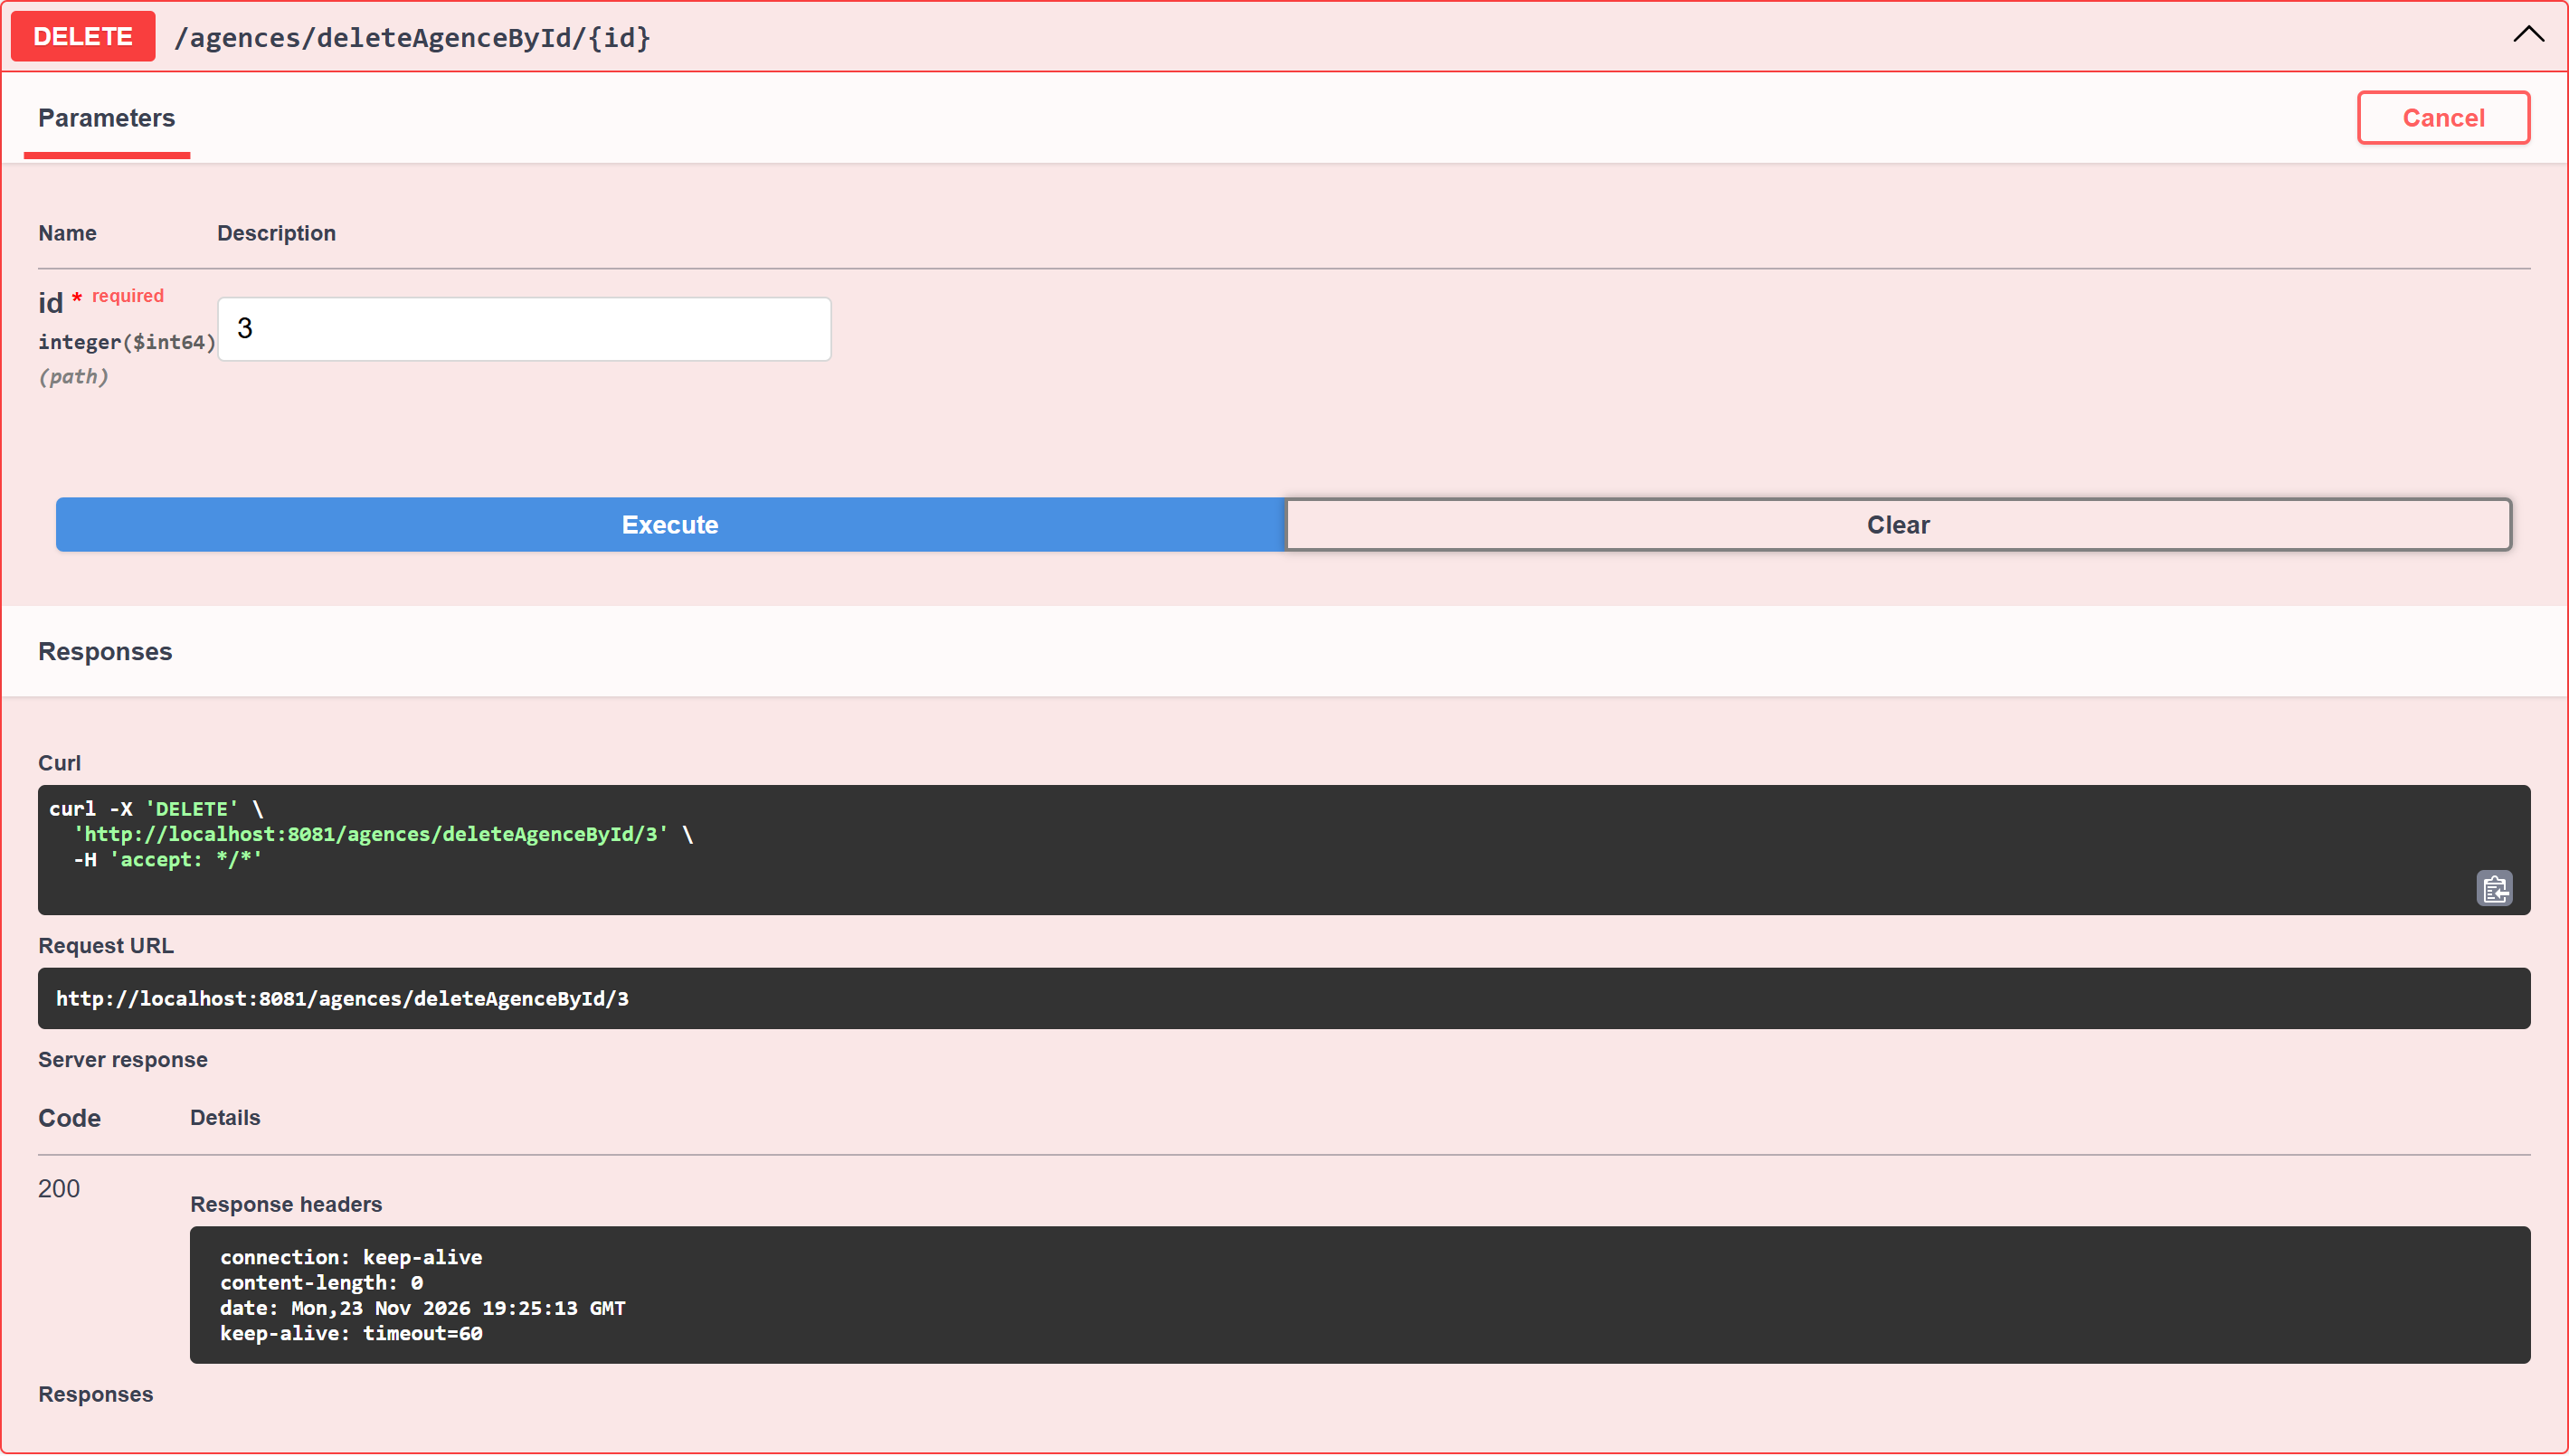 DELETE /agences/deleteAgenceById/{id}
Parameters
Cancel
Name Description
id * required
integer($int64)
(path)
3
Execute
Clear
Responses
Curl
curl -X 'DELETE' \
  'http://localhost:8081/agences/deleteAgenceById/3' \
  -H 'accept: */*'
Request URL
http://localhost:8081/agences/deleteAgenceById/3
Server response
Code Details
200
Response headers
connection: keep-alive
content-length: 0
date: Mon,23 Nov 2026 19:25:13 GMT
keep-alive: timeout=60
Responses